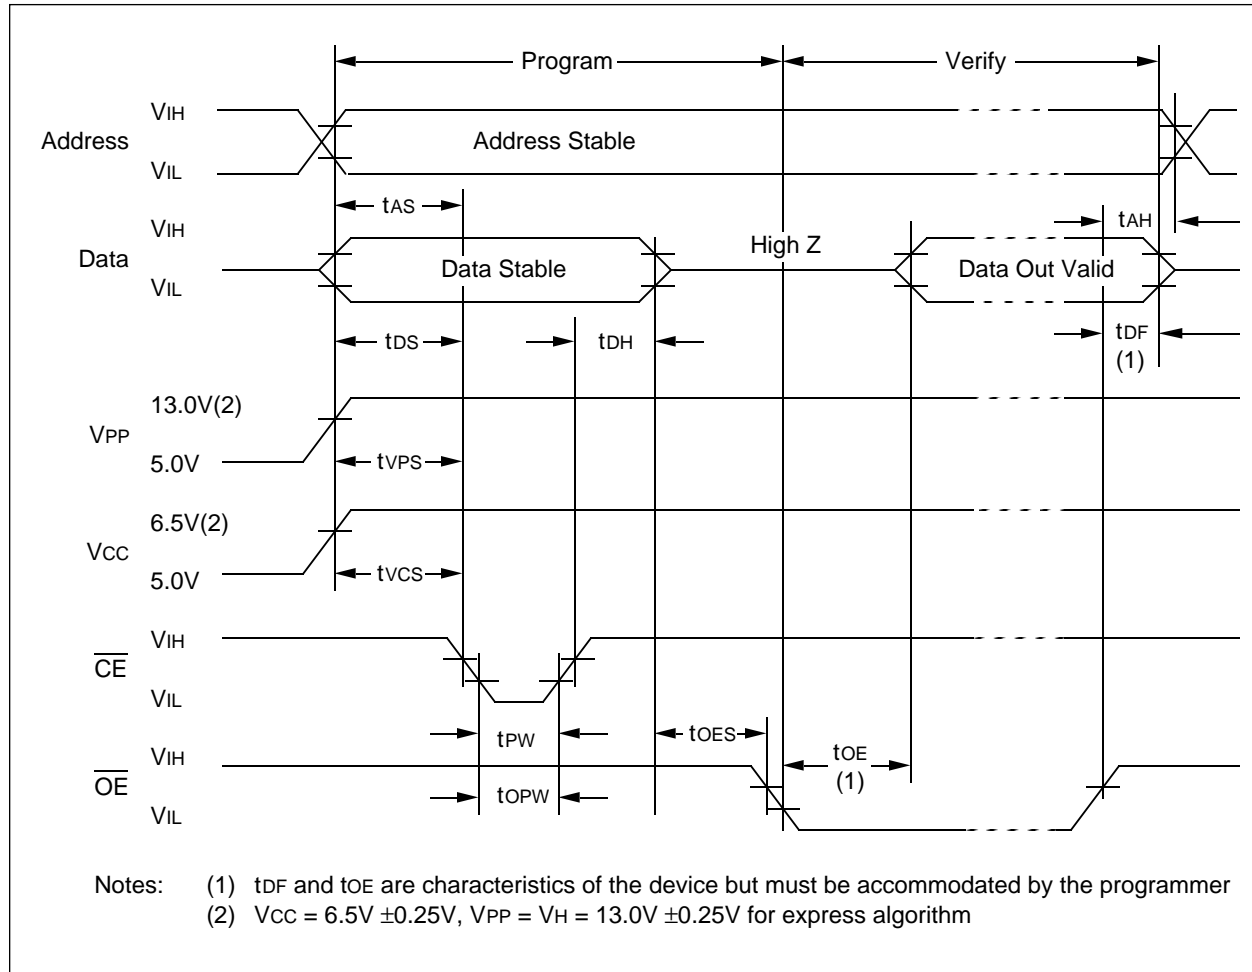 Program
Verify
VIH
Address
Address Stable
VIL
tAS
VIH
tAH
High Z
Data
Data Stable
Data Out Valid
VIL
tDS
tDH
tDF
(1)
13.0V(2)
VPP
5.0V
tVPS
6.5V(2)
VCC
5.0V
tVCS
VIH
CE
VIL
tPW
tOES
VIH
tOE
(1)
OE
tOPW
VIL
Notes: (1) tDF and tOE are characteristics of the device but must be accommodated by the programmer
(2) VCC = 6.5V ±0.25V, VPP = VH = 13.0V ±0.25V for express algorithm